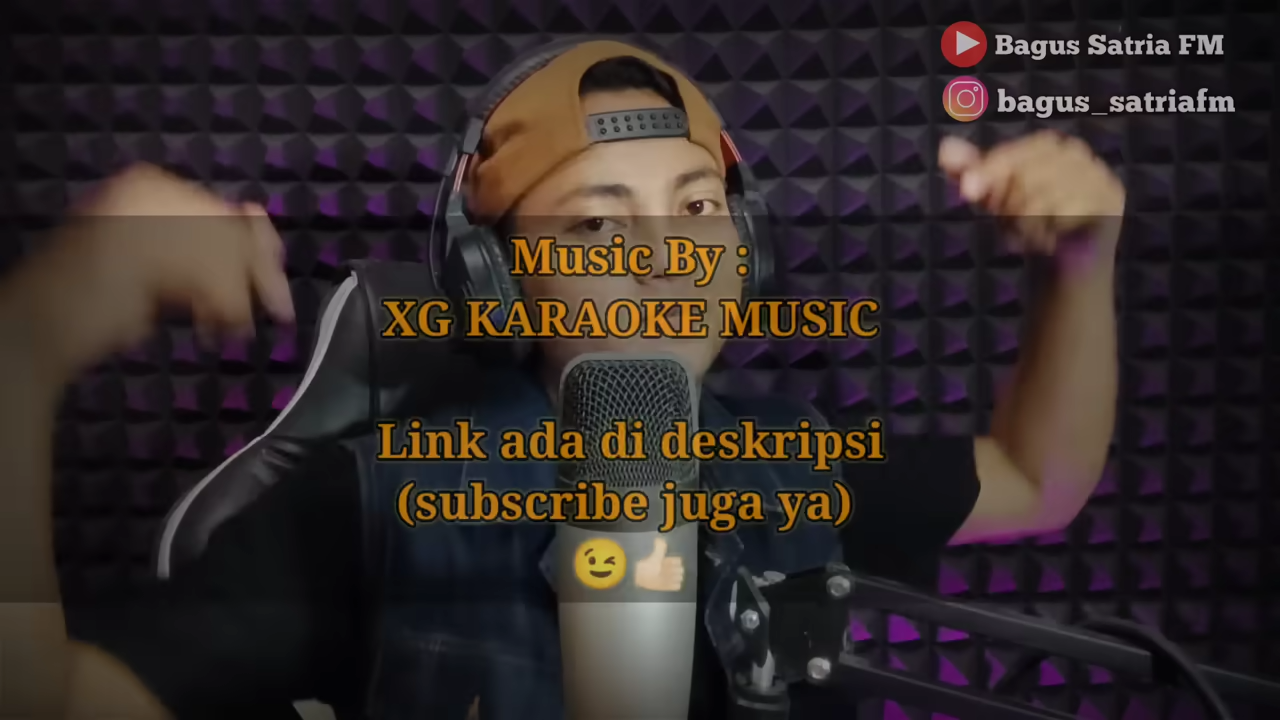 Bagus Satria FM
bagus_satriafm
Music By :
XG KARAOKE MUSIC
Link ada di deskripsi
(subscribe juga ya)
😉👍